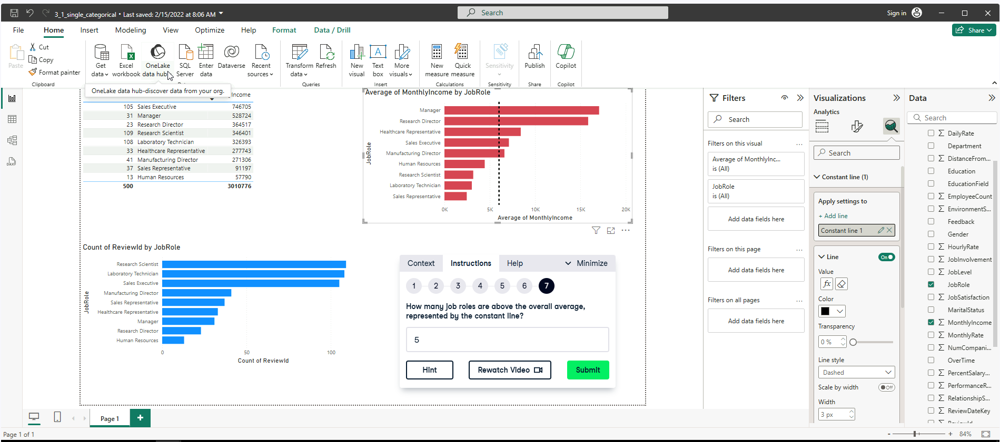 3_1_single_categorical • Last saved: 2/15/2022 at 8:06 AM
Search
Sign in
File
Home
Insert
Modeling
View
Optimize
Help
Format
Data / Drill
Share
Paste
Cut
Copy
Format painter
Clipboard
Get data
Excel workbook
OneLake data hub
SQL Server
Enter data
Dataverse
Recent sources
Transform data
Refresh
Queries
New visual
Text box
More visuals
Insert
New measure
Quick measure
Calculations
Sensitivity
Sensitivity
Publish
Share
Copilot
Copilot
OneLake data hub-discover data from your org.
Income
105 Sales Executive 746705
31 Manager 528724
23 Research Director 364517
109 Research Scientist 346401
108 Laboratory Technician 326393
33 Healthcare Representative 277743
41 Manufacturing Director 271306
37 Sales Representative 91197
13 Human Resources 57790
500 3010776
Average of MonthlyIncome by JobRole
JobRole
Manager
Research Director
Healthcare Representative
Sales Executive
Manufacturing Director
Human Resources
Research Scientist
Laboratory Technician
Sales Representative
0K 5K 10K 15K 20K
Average of MonthlyIncome
Count of ReviewId by JobRole
JobRole
Research Scientist
Laboratory Technician
Sales Executive
Manufacturing Director
Sales Representative
Healthcare Representative
Manager
Research Director
Human Resources
0 50 100
Count of ReviewId
Context
Instructions
Help
Minimize
1 2 3 4 5 6 7
How many job roles are above the overall average,
represented by the constant line?
5
Hint
Rewatch Video
Submit
Filters
Search
Filters on this visual
Average of MonthlyInc...
is (All)
JobRole
is (All)
Add data fields here
Filters on this page
Add data fields here
Filters on all pages
Add data fields here
Visualizations
Analytics
Search
Constant line (1)
Apply settings to
+ Add line
Constant line 1
Line
On
Value
fx
Color
Transparency
0 %
Line style
Dashed
Scale by width
Off
Width
3 px
Data
Search
DailyRate
Department
DistanceFrom...
Education
EducationField
EmployeeCount
EnvironmentS...
Feedback
Gender
HourlyRate
JobInvolvement
JobLevel
JobRole
JobSatisfaction
MaritalStatus
MonthlyIncome
MonthlyRate
NumCompani...
OverTime
PercentSalary...
PerformanceR...
RelationshipS...
ReviewDateKey
Page 1
+
Page 1 of 1
- + 84%